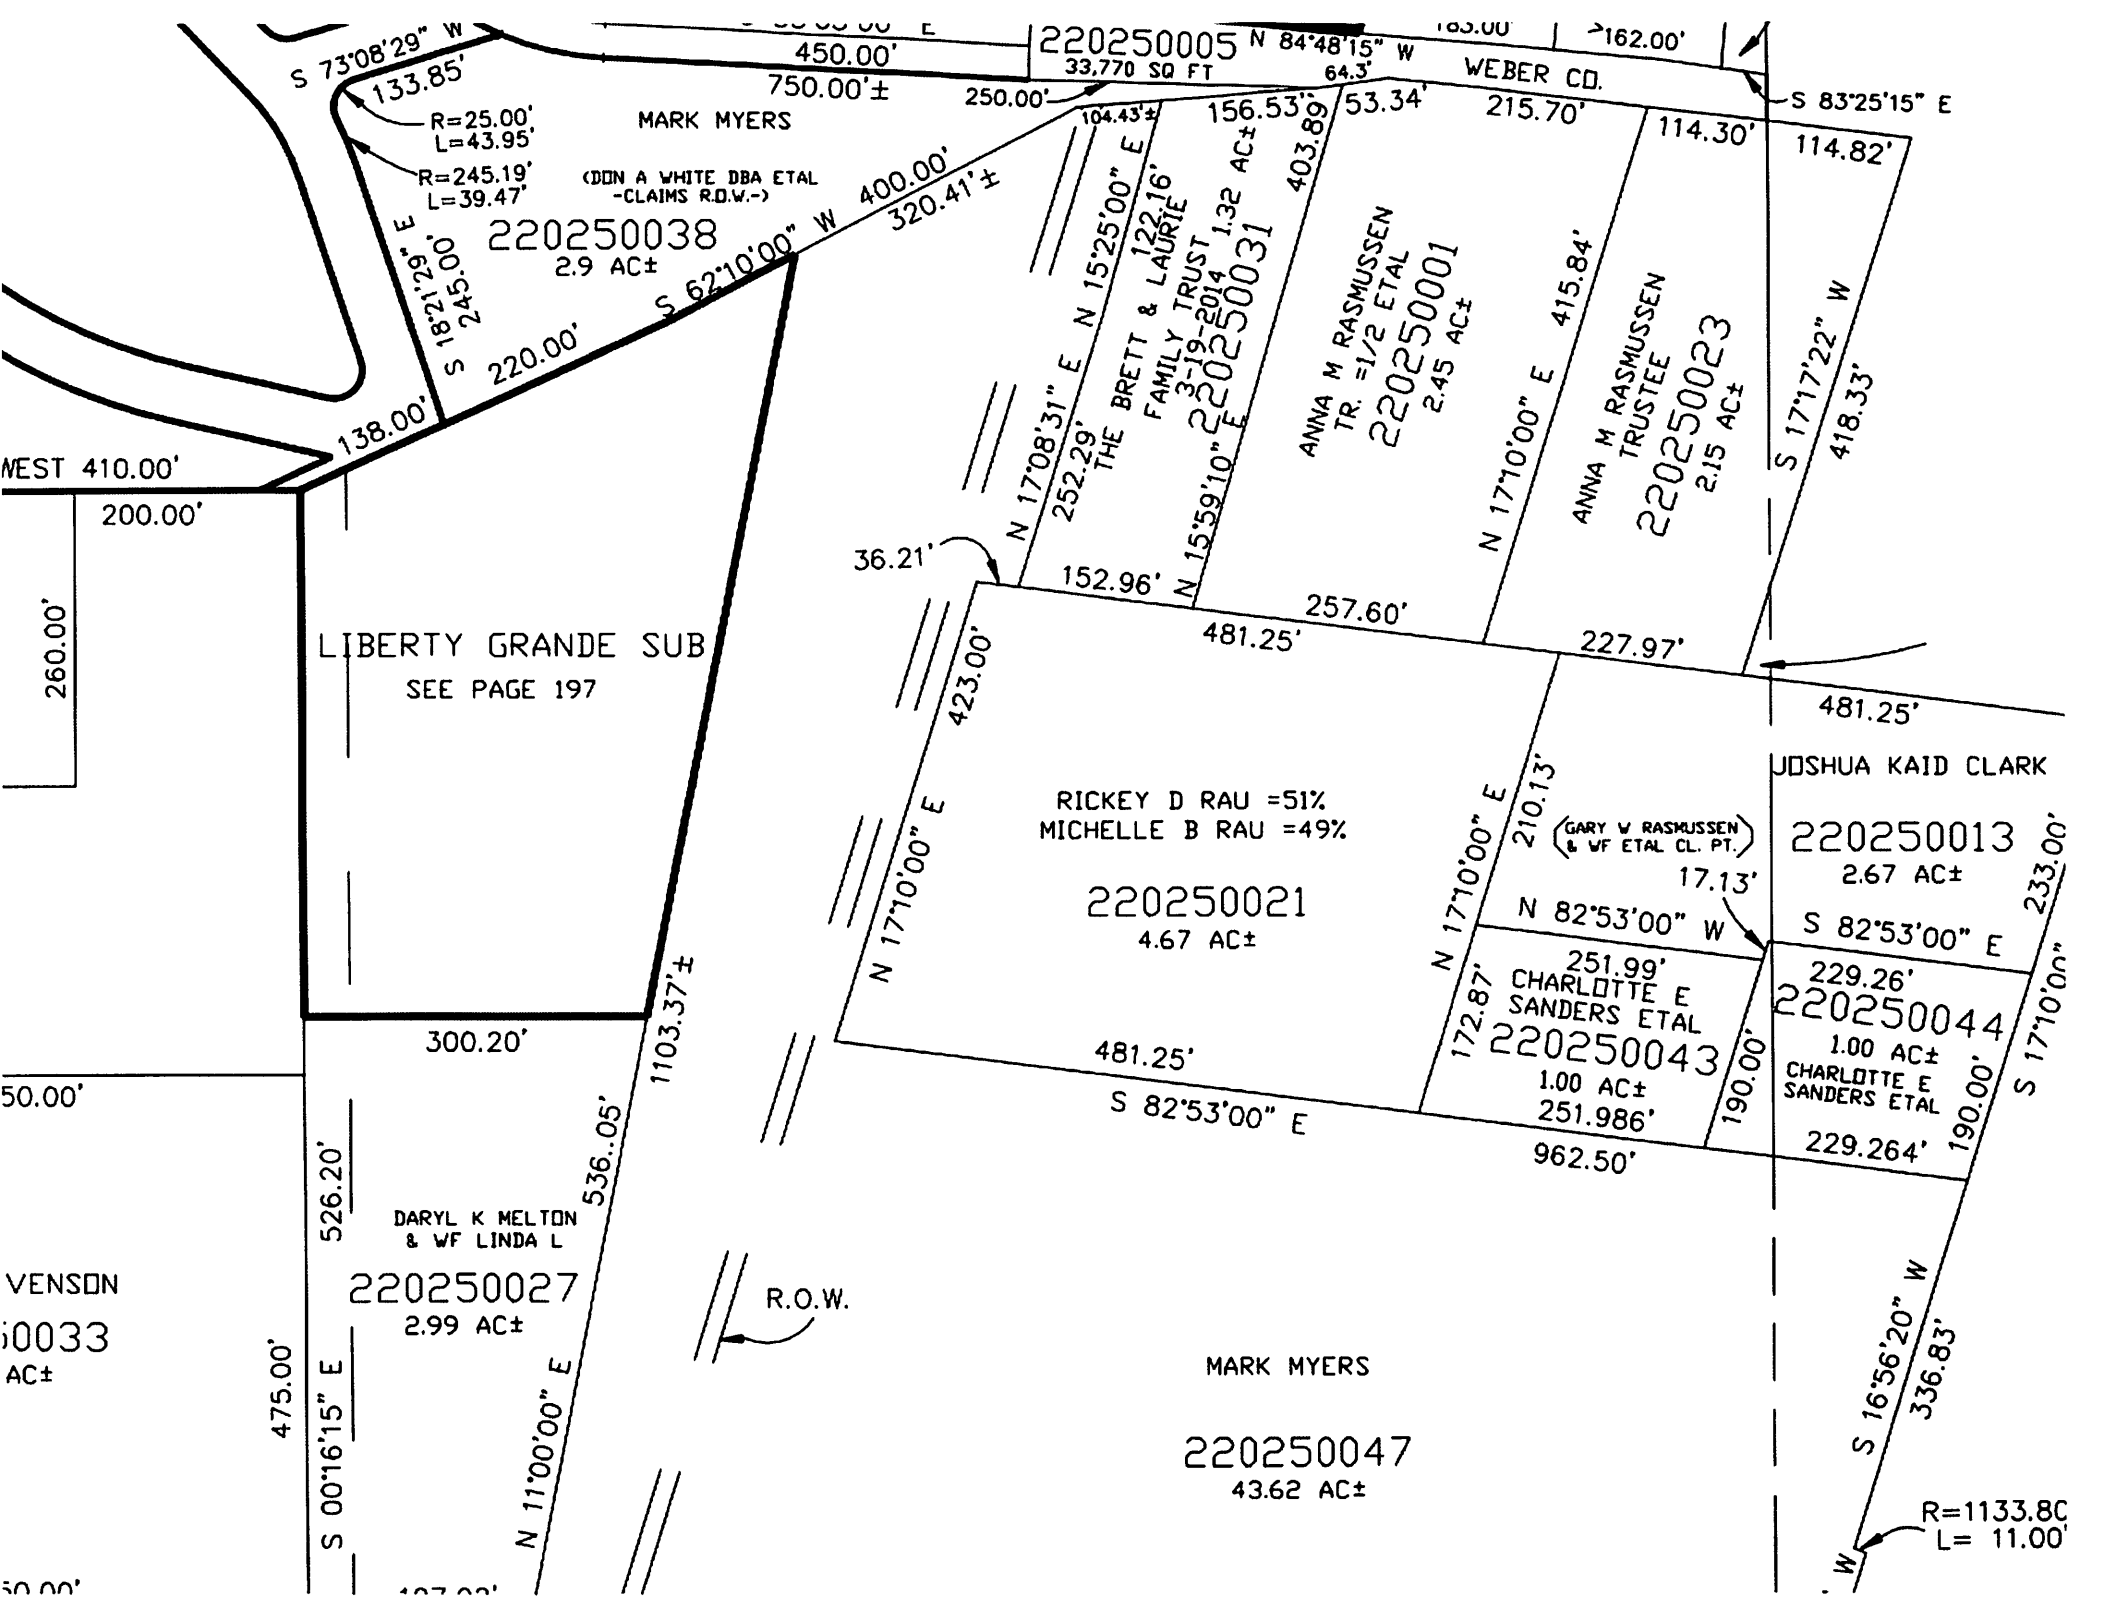 S 73°08'29" W
133.85'
R=25.00'
L=43.95'
R=245.19'
L=39.47'
S 18°21'29" E
245.00'
450.00'
750.00'±
MARK MYERS
(DON A WHITE DBA ETAL
-CLAIMS R.O.W.-)
220250038
2.9 AC±
S 62°10'00" W
400.00'
320.41'±
220.00'
138.00'
220250005
33,770 SQ FT
N 84°48'15" W
64.3'
250.00'
WEBER CO.
183.00'
162.00'
S 83°25'15" E
104.43'±
156.53'
53.34'
215.70'
114.30'
114.82'
N 15°25'00" E
122.16'
N 17°08'31" E
252.29'
THE BRETT & LAURIE
FAMILY TRUST
3-19-2014
1.32 AC±
220250031
403.89
N 15°59'10" E
ANNA M RASMUSSEN
TR. =1/2 ETAL
220250001
2.45 AC±
N 17°10'00" E
415.84'
ANNA M RASMUSSEN
TRUSTEE
220250023
2.15 AC±
S 17°17'22" W
418.33'
WEST 410.00'
200.00'
260.00'
LIBERTY GRANDE SUB
SEE PAGE 197
300.20'
36.21'
152.96'
257.60'
227.97'
481.25'
481.25'
423.00'
N 17°10'00" E
RICKEY D RAU =51%
MICHELLE B RAU =49%
220250021
4.67 AC±
N 17°10'00" E
210.13'
172.87'
(GARY W RASMUSSEN
& WF ETAL CL. PT.)
17.13'
JOSHUA KAID CLARK
220250013
2.67 AC±
233.00'
N 82°53'00" W
251.99'
S 82°53'00" E
229.26'
CHARLOTTE E
SANDERS ETAL
220250043
1.00 AC±
251.986'
190.00'
220250044
1.00 AC±
CHARLOTTE E
SANDERS ETAL
229.264'
190.00'
S 17°10'00"
481.25'
S 82°53'00" E
962.50'
1103.37'±
536.05'
50.00'
526.20'
DARYL K MELTON
& WF LINDA L
220250027
2.99 AC±
475.00'
S 00°16'15" E
N 11°00'00" E
VENSON
0033
AC±
R.O.W.
MARK MYERS
220250047
43.62 AC±
S 16°56'20" W
336.83'
R=1133.80
L= 11.00'
W